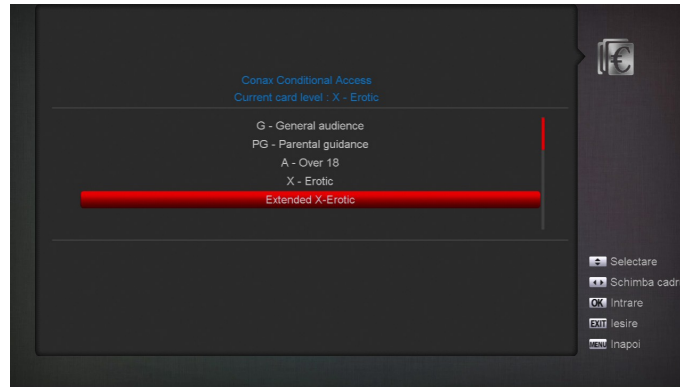 Conax Conditional Access
Current card level : X - Erotic
G - General audience
PG - Parental guidance
A - Over 18
X - Erotic
Extended X-Erotic
Selectare
Schimba cadr
OK Intrare
EXIT Iesire
MENU Inapoi